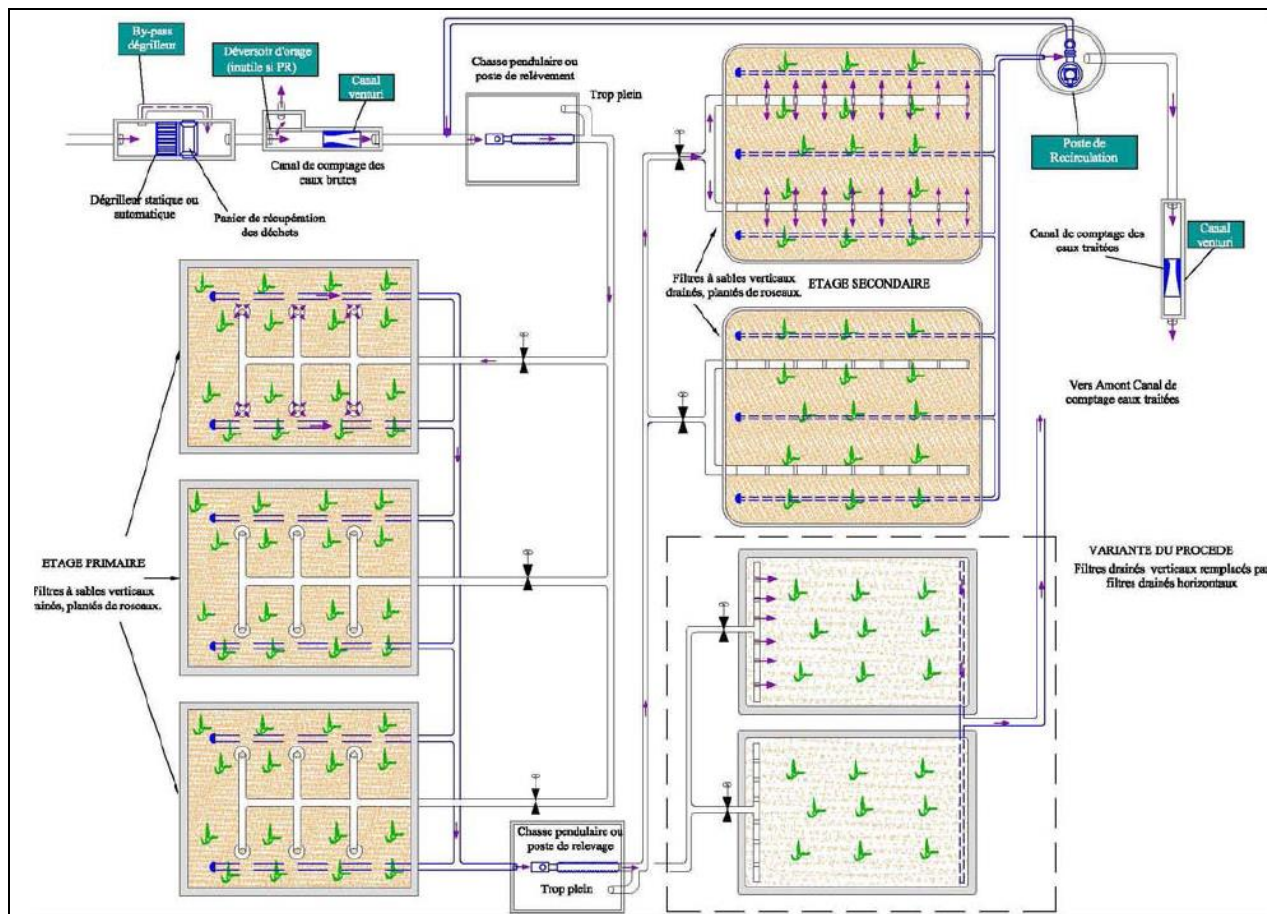 By-pass
dégrilleur
Déversoir d'orage
(inutile si PR)
Canal
venturi
Canal de comptage des
eaux brutes
Dégrilleur statique ou
automatique
Panier de récupération
des déchets
Chasse pendulaire ou
poste de relèvement
Trop plein
Poste de
Recirculation
Canal de comptage des
eaux traitées
Canal
venturi
Filtres à sables verticaux
drainés, plantés de roseaux.
ETAGE SECONDAIRE
Vers Amont Canal de
comptage eaux traitées
ETAGE PRIMAIRE
Filtres à sables verticaux
rainés, plantés de roseaux.
VARIANTE DU PROCEDE
Filtres drainés verticaux remplacés pa
filtres drainés horizontaux
Chasse pendulaire ou
poste de relevage
Trop plein